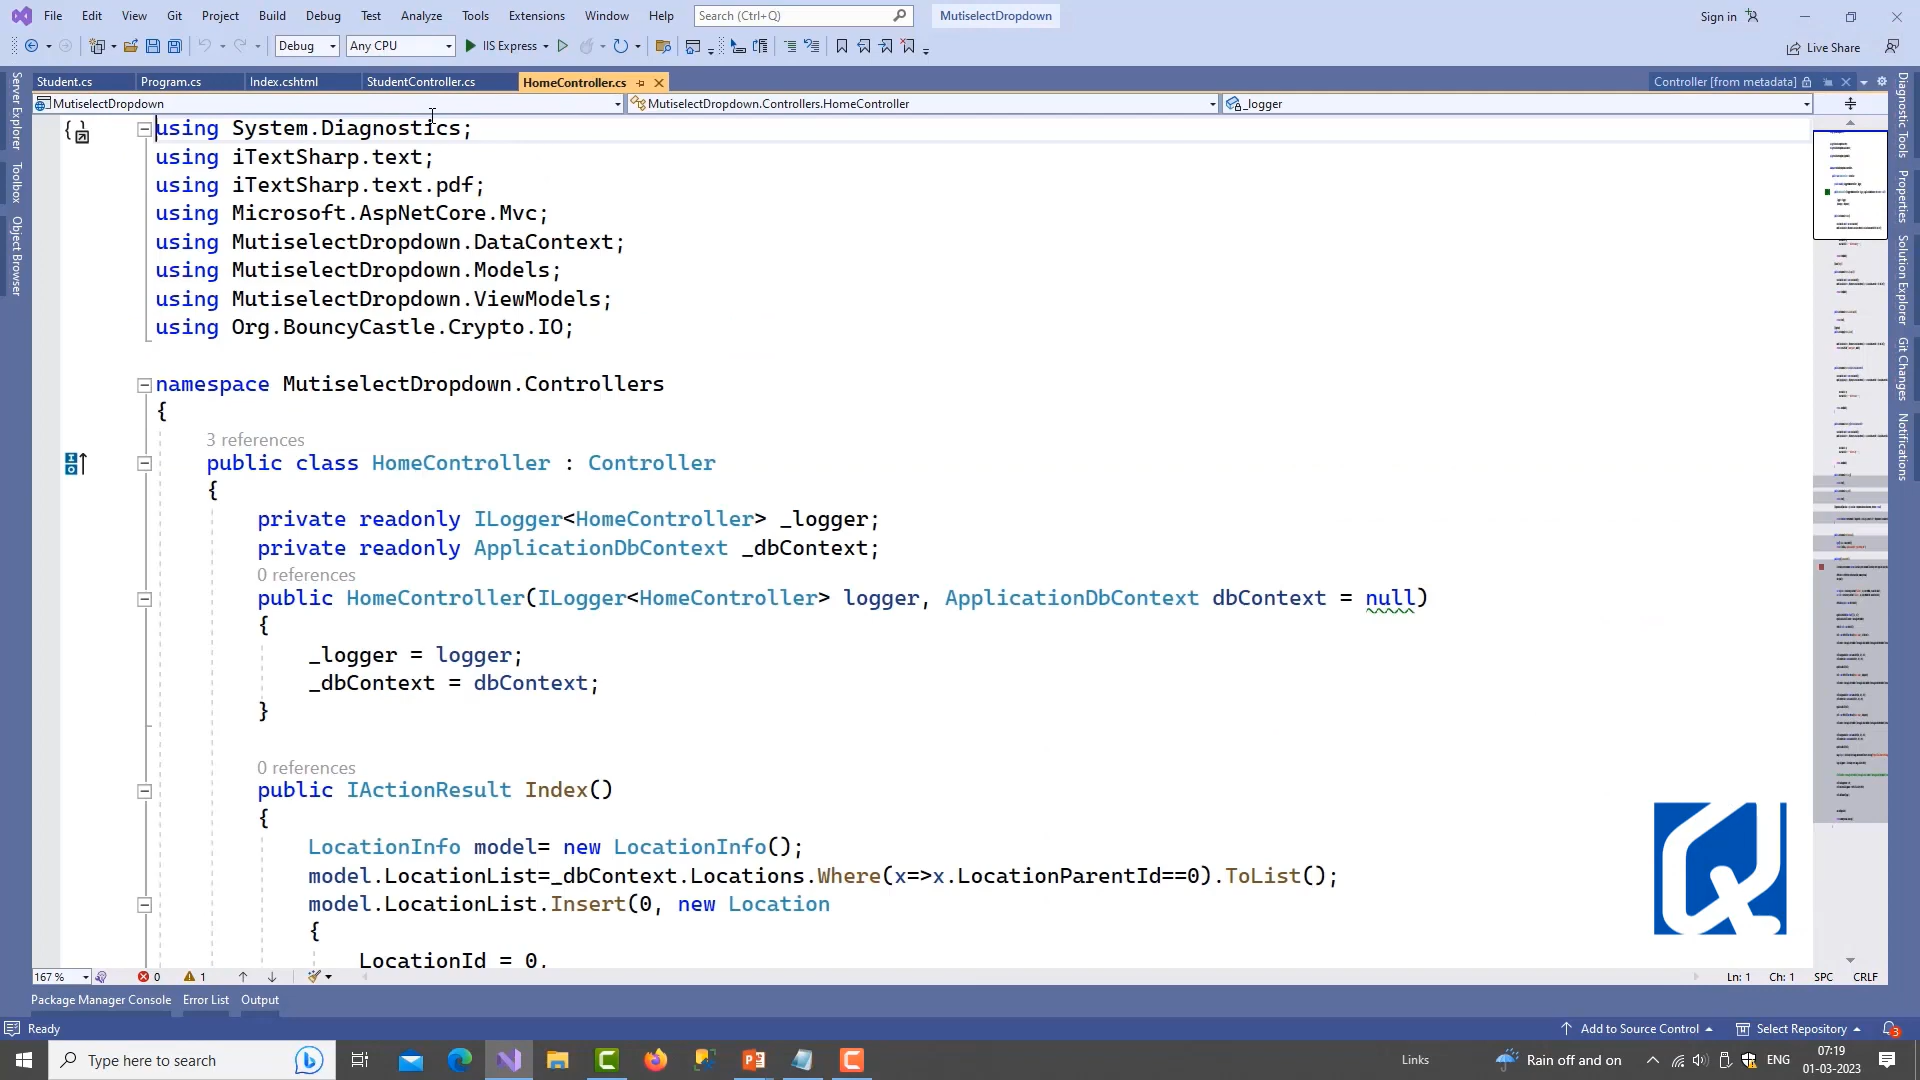 File Edit View Git Project Build Debug Test Analyze Tools Extensions Window Help Search (Ctrl+Q) MutiselectDropdown Sign in
Debug Any CPU IIS Express Live Share
Student.cs Program.cs Index.cshtml StudentController.cs HomeController.cs Controller [from metadata]
MutiselectDropdown MutiselectDropdown.Controllers.HomeController _logger
Server Explorer
Toolbox
Object Browser
using System.Diagnostics;
using iTextSharp.text;
using iTextSharp.text.pdf;
using Microsoft.AspNetCore.Mvc;
using MutiselectDropdown.DataContext;
using MutiselectDropdown.Models;
using MutiselectDropdown.ViewModels;
using Org.BouncyCastle.Crypto.IO;
namespace MutiselectDropdown.Controllers
{
3 references
public class HomeController : Controller
{
private readonly ILogger<HomeController> _logger;
private readonly ApplicationDbContext _dbContext;
0 references
public HomeController(ILogger<HomeController> logger, ApplicationDbContext dbContext = null)
{
_logger = logger;
_dbContext = dbContext;
}
0 references
public IActionResult Index()
{
LocationInfo model= new LocationInfo();
model.LocationList=_dbContext.Locations.Where(x=>x.LocationParentId==0).ToList();
model.LocationList.Insert(0, new Location
{
LocationId = 0,
Diagnostic Tools
Properties
Solution Explorer
Git Changes
Notifications
167 % 0 1 Ln: 1 Ch: 1 SPC CRLF
Package Manager Console Error List Output
Ready Add to Source Control Select Repository 3
Type here to search Links Rain off and on ENG 07:19
01-03-2023